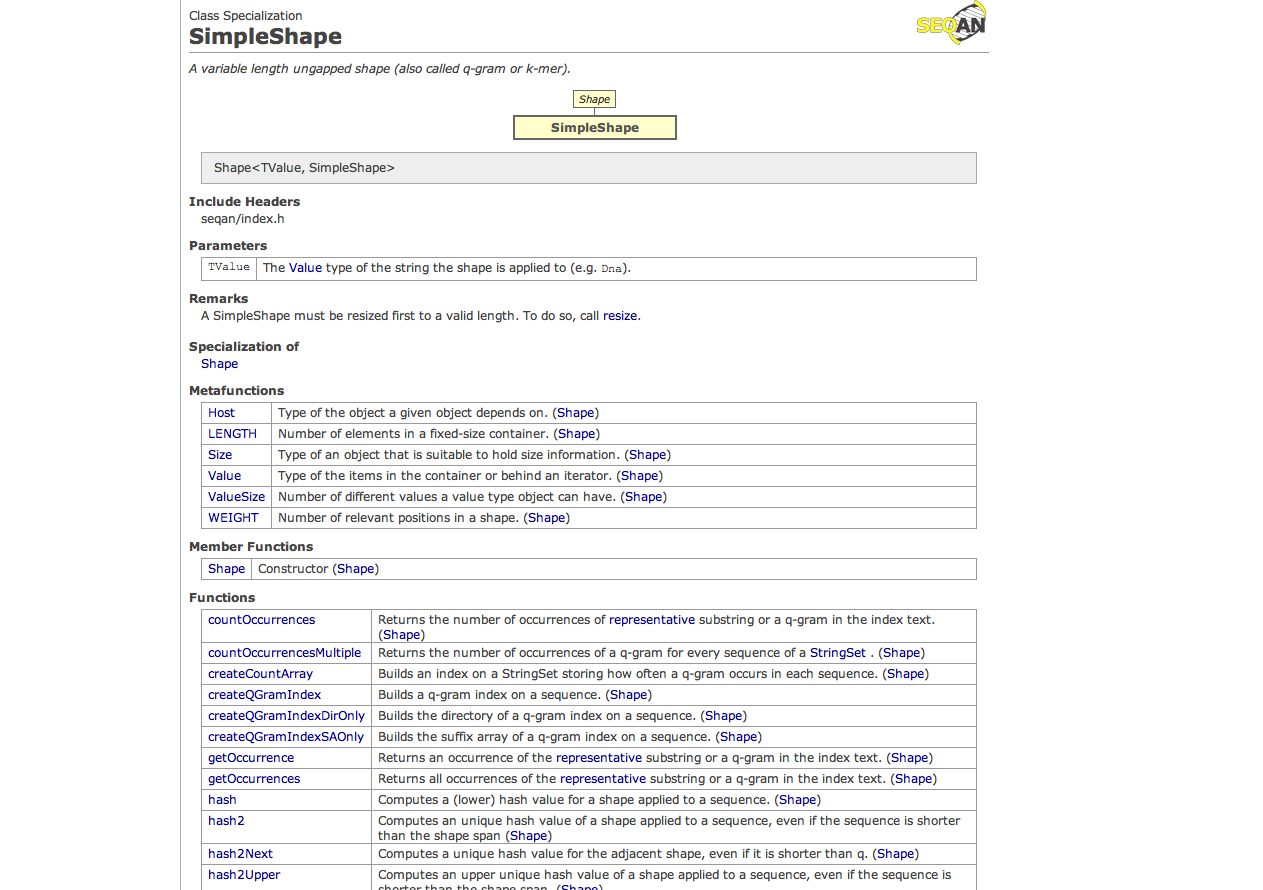 Class Specialization
SimpleShape
SEQAN
A variable length ungapped shape (also called q-gram or k-mer).
Shape
SimpleShape
Shape<TValue, SimpleShape>
Include Headers
seqan/index.h
Parameters
TValue The Value type of the string the shape is applied to (e.g. Dna).
Remarks
A SimpleShape must be resized first to a valid length. To do so, call resize.
Specialization of
Shape
Metafunctions
Host Type of the object a given object depends on. (Shape)
LENGTH Number of elements in a fixed-size container. (Shape)
Size Type of an object that is suitable to hold size information. (Shape)
Value Type of the items in the container or behind an iterator. (Shape)
ValueSize Number of different values a value type object can have. (Shape)
WEIGHT Number of relevant positions in a shape. (Shape)
Member Functions
Shape Constructor (Shape)
Functions
countOccurrences Returns the number of occurrences of representative substring or a q-gram in the index text.
(Shape)
countOccurrencesMultiple Returns the number of occurrences of a q-gram for every sequence of a StringSet . (Shape)
createCountArray Builds an index on a StringSet storing how often a q-gram occurs in each sequence. (Shape)
createQGramIndex Builds a q-gram index on a sequence. (Shape)
createQGramIndexDirOnly Builds the directory of a q-gram index on a sequence. (Shape)
createQGramIndexSAOnly Builds the suffix array of a q-gram index on a sequence. (Shape)
getOccurrence Returns an occurrence of the representative substring or a q-gram in the index text. (Shape)
getOccurrences Returns all occurrences of the representative substring or a q-gram in the index text. (Shape)
hash Computes a (lower) hash value for a shape applied to a sequence. (Shape)
hash2 Computes an unique hash value of a shape applied to a sequence, even if the sequence is shorter
than the shape span (Shape)
hash2Next Computes a unique hash value for the adjacent shape, even if it is shorter than q. (Shape)
hash2Upper Computes an upper unique hash value of a shape applied to a sequence, even if the sequence is
shorter than the shape span. (Shape)